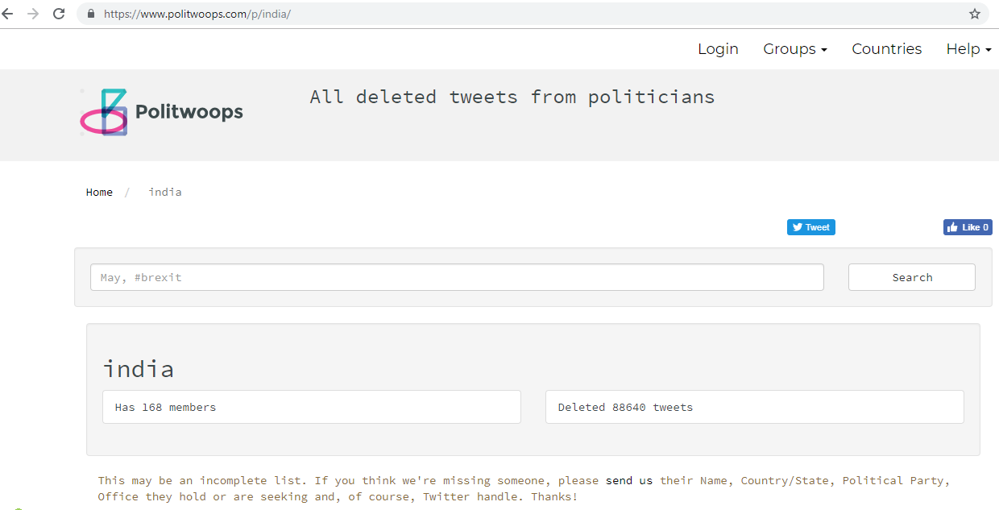 https://www.politwoops.com/p/india/
Login Groups Countries Help
Politwoops
All deleted tweets from politicians
Home / india
Tweet Like 0
May, #brexit Search
india
Has 168 members Deleted 88640 tweets
This may be an incomplete list. If you think we're missing someone, please send us their Name, Country/State, Political Party,
Office they hold or are seeking and, of course, Twitter handle. Thanks!